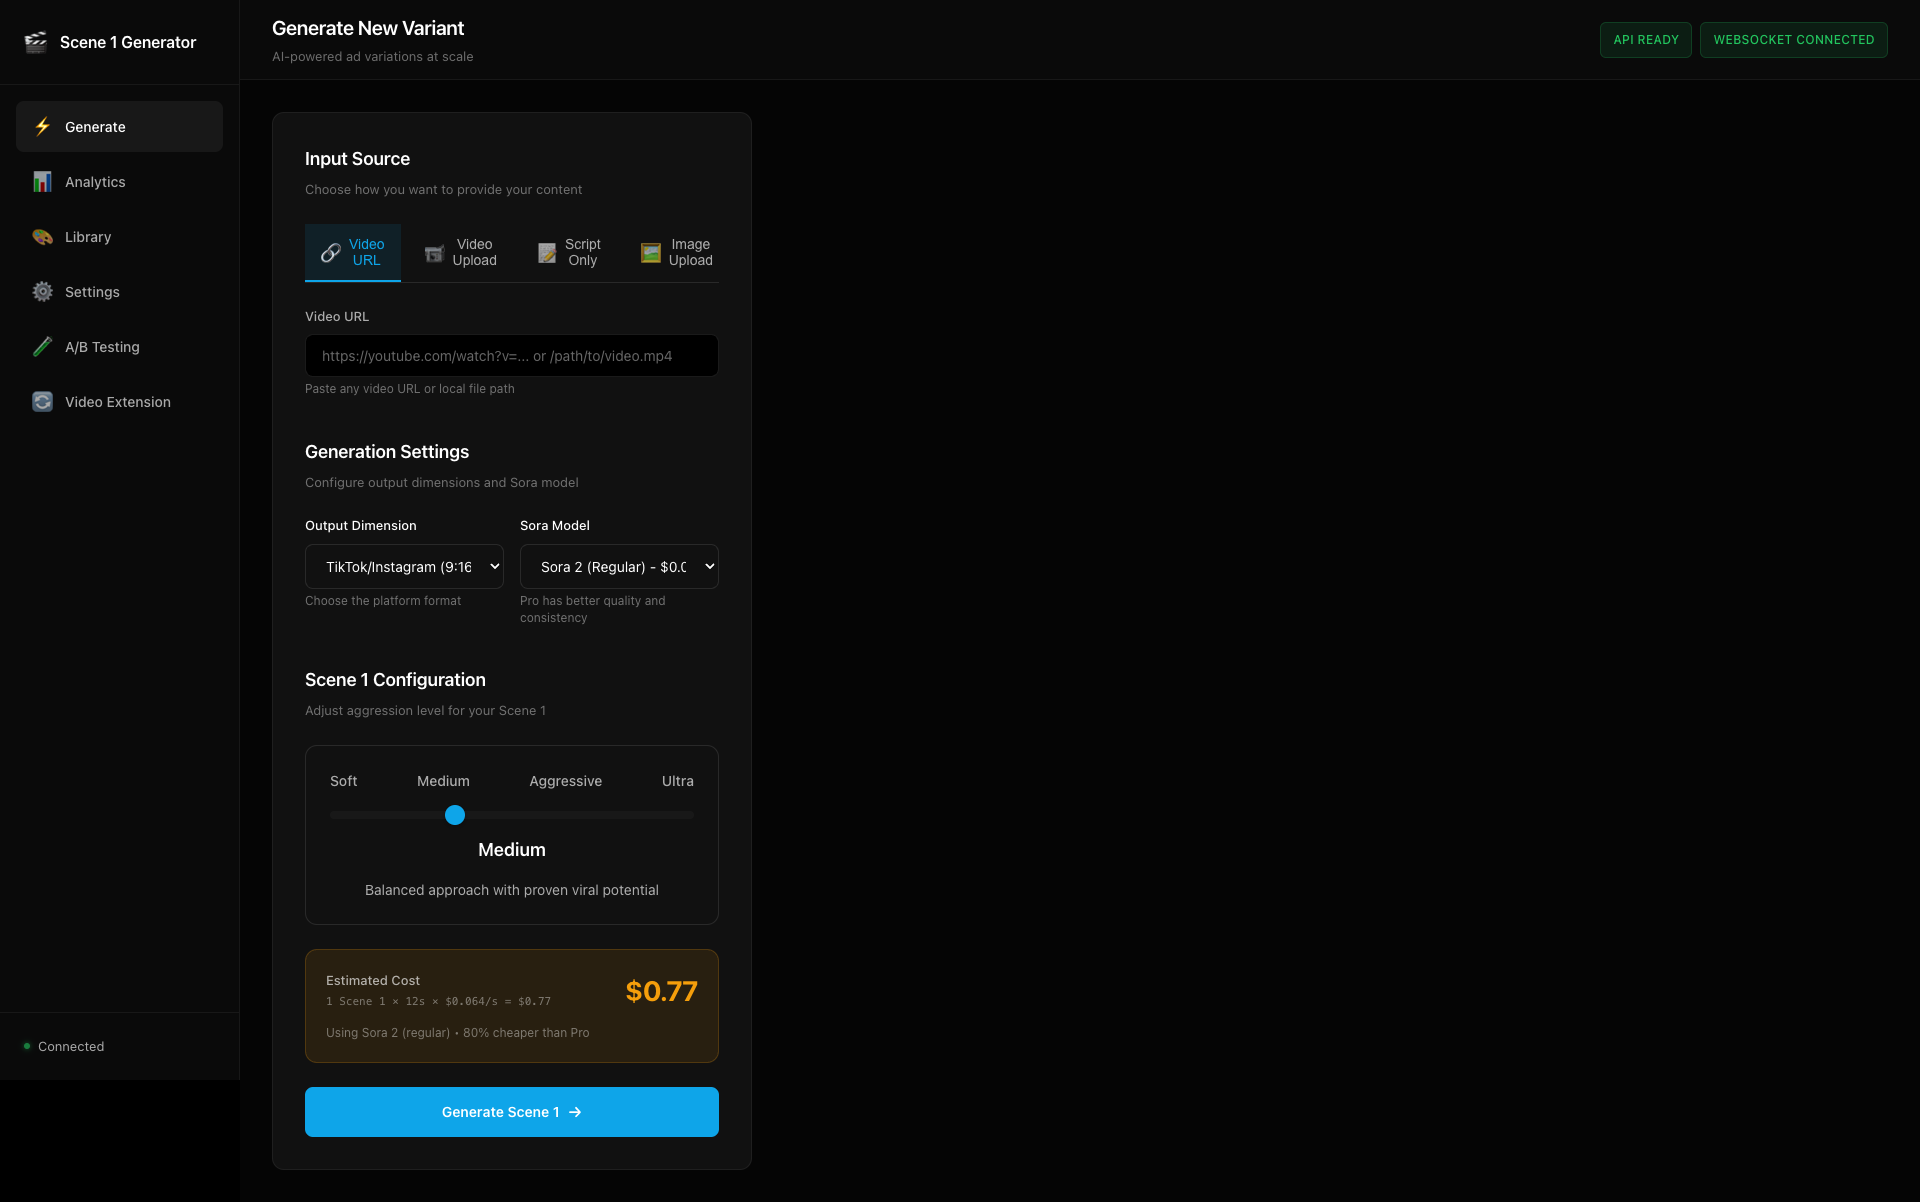 Scene 1 Generator
Generate
Analytics
Library
Settings
A/B Testing
Video Extension
Connected
Generate New Variant
AI-powered ad variations at scale
API READY
WEBSOCKET CONNECTED
Input Source
Choose how you want to provide your content
Video
URL
Video
Upload
Script
Only
Image
Upload
Video URL
https://youtube.com/watch?v=... or /path/to/video.mp4
Paste any video URL or local file path
Generation Settings
Configure output dimensions and Sora model
Output Dimension
TikTok/Instagram (9:16
Choose the platform format
Sora Model
Sora 2 (Regular) - $0.0
Pro has better quality and
consistency
Scene 1 Configuration
Adjust aggression level for your Scene 1
Soft Medium Aggressive Ultra
Medium
Balanced approach with proven viral potential
Estimated Cost
1 Scene 1 × 12s × $0.064/s = $0.77
$0.77
Using Sora 2 (regular) • 80% cheaper than Pro
Generate Scene 1 →